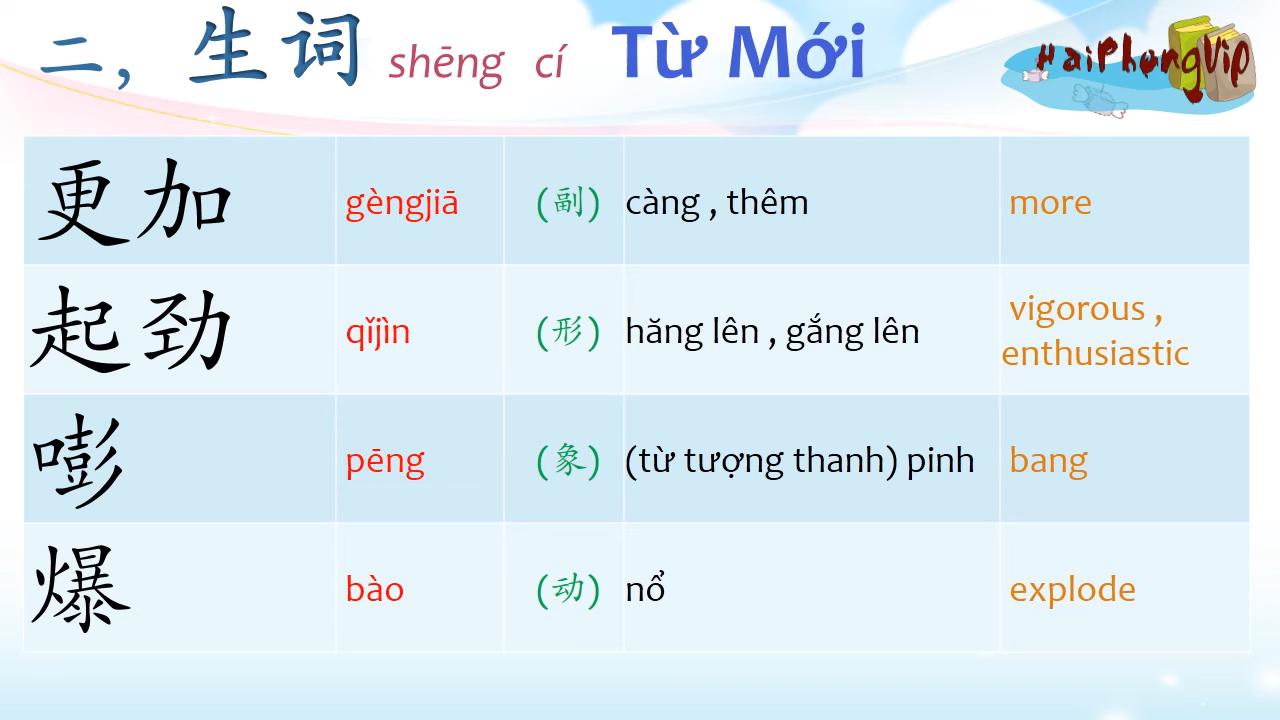 二，生词 shēng cí Từ Mới
HaiPhongVip
更加 gèngjiā (副) càng , thêm more
起劲 qǐjìn (形) hăng lên , gắng lên vigorous , enthusiastic
嘭 pēng (象) (từ tượng thanh) pinh bang
爆 bào (动) nổ explode